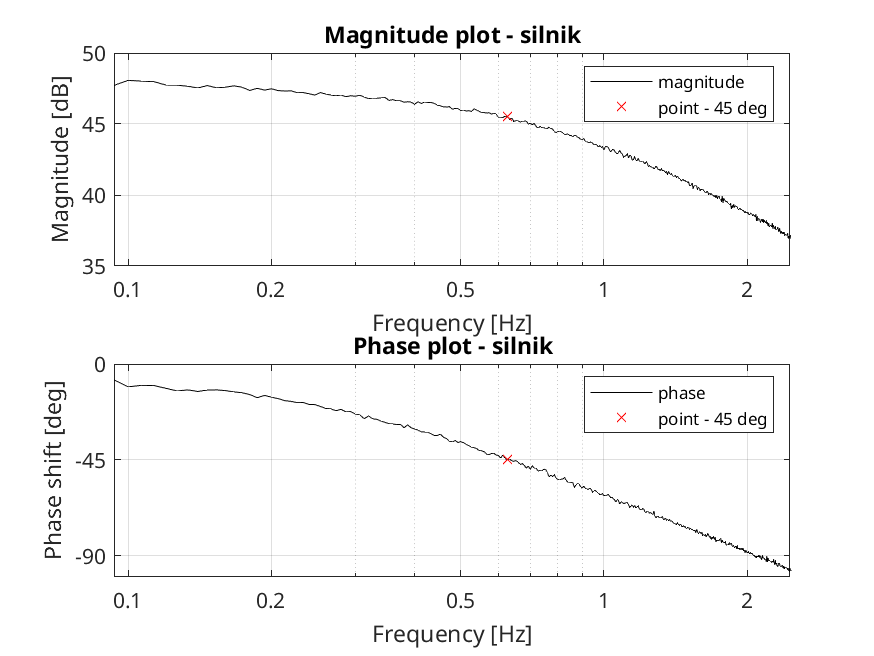 Magnitude plot - silnik
Magnitude [dB]
50
45
40
35
magnitude
point - 45 deg
0.1 0.2 0.5 1 2
Frequency [Hz]
Phase plot - silnik
Phase shift [deg]
0
-45
-90
phase
point - 45 deg
0.1 0.2 0.5 1 2
Frequency [Hz]